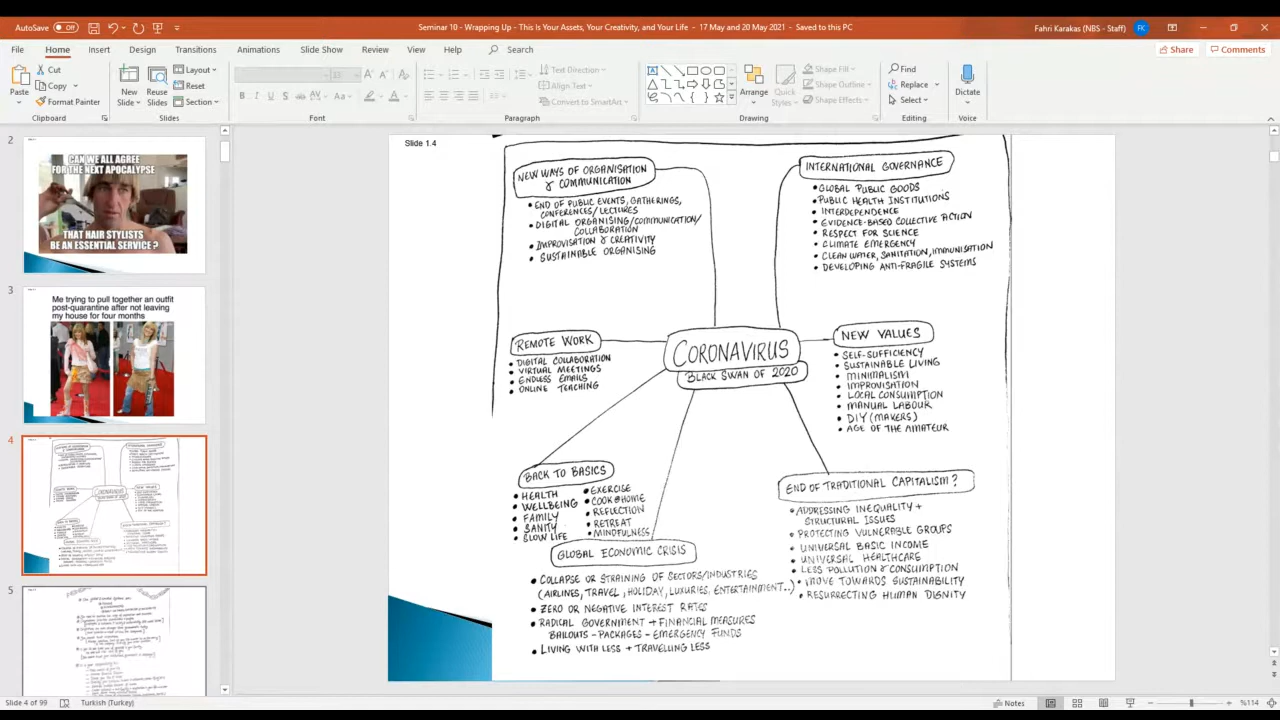 AutoSave Off
Seminar 10 - Wrapping Up - This Is Your Assets, Your Creativity, and Your Life - 17 May and 20 May 2021 - Saved to this PC
Fahri Karakas (NBS - Staff) FK
File Home Insert Design Transitions Animations Slide Show Review View Help Search Share Comments
Paste
Cut
Copy
Format Painter
Clipboard
New Slide
Reuse Slides
Layout
Reset
Section
Slides
Font
Text Direction
Align Text
Convert to SmartArt
Paragraph
Arrange
Quick Styles
Shape Fill
Shape Outline
Shape Effects
Drawing
Find
Replace
Select
Editing
Dictate
Voice
2
CAN WE ALL AGREE
FOR THE NEXT APOCALYPSE
THAT HAIR STYLISTS
BE AN ESSENTIAL SERVICE?
3
Me trying to pull together an outfit
post-quarantine after not leaving
my house for four months
4
5
Slide 1.4
NEW WAYS OF ORGANISATION
& COMMUNICATION
• END OF PUBLIC EVENTS, GATHERINGS,
CONFERENCES/LECTURES
• DIGITAL ORGANISING/COMMUNICATION/
COLLABORATION
• IMPROVISATION & CREATIVITY
• SUSTAINABLE ORGANISING
INTERNATIONAL GOVERNANCE
• GLOBAL PUBLIC GOODS
• PUBLIC HEALTH INSTITUTIONS
• INTERDEPENDENCE
• EVIDENCE-BASED COLLECTIVE ACTION
• RESPECT FOR SCIENCE
• CLIMATE EMERGENCY
• CLEAN WATER, SANITATION, IMMUNISATION
• DEVELOPING ANTI-FRAGILE SYSTEMS
REMOTE WORK
• DIGITAL COLLABORATION
• VIRTUAL MEETINGS
• ENDLESS EMAILS
• ONLINE TEACHING
CORONAVIRUS
BLACK SWAN OF 2020
NEW VALUES
• SELF-SUFFICIENCY
• SUSTAINABLE LIVING
• MINIMALISM
• IMPROVISATION
• LOCAL CONSUMPTION
• MANUAL LABOUR
• DIY (MAKERS)
• AGE OF THE AMATEUR
BACK TO BASICS
• HEALTH
• WELLBEING
• FAMILY
• SANITY
• SLOW LIFE
• EXERCISE
• COOK@HOME
• REFLECTION
• RETREAT
• MINDFULNESS
GLOBAL ECONOMIC CRISIS
• COLLAPSE OR STRAINING OF SECTORS/INDUSTRIES
(AIRLINES, TRAVEL, HOLIDAY, LUXURIES, ENTERTAINMENT...)
• ZERO OR NEGATIVE INTEREST RATES
• RADICAL GOVERNMENT + FINANCIAL MEASURES
BAILOUTS - PACKAGES - EMERGENCY FUNDS
• LIVING WITH LESS + TRAVELLING LESS
END OF TRADITIONAL CAPITALISM?
• ADDRESSING INEQUALITY +
STRUCTURAL ISSUES
• PROTECTING VULNERABLE GROUPS
• UNIVERSAL BASIC INCOME
• UNIVERSAL HEALTHCARE
• LESS POLLUTION & CONSUMPTION
• MOVE TOWARDS SUSTAINABILITY
• RESURRECTING HUMAN DIGNITY
Slide 4 of 99 Turkish (Turkey) Notes %114